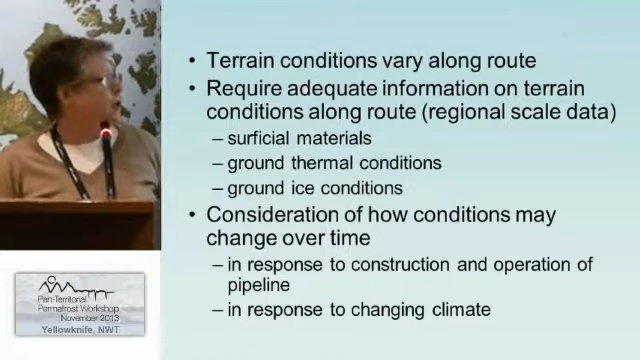 • Terrain conditions vary along route
• Require adequate information on terrain
conditions along route (regional scale data)
– surficial materials
– ground thermal conditions
– ground ice conditions
• Consideration of how conditions may
change over time
– in response to construction and operation of
pipeline
– in response to changing climate
Pan-Territorial
Permafrost Workshop
November 2013
Yellowknife, NWT